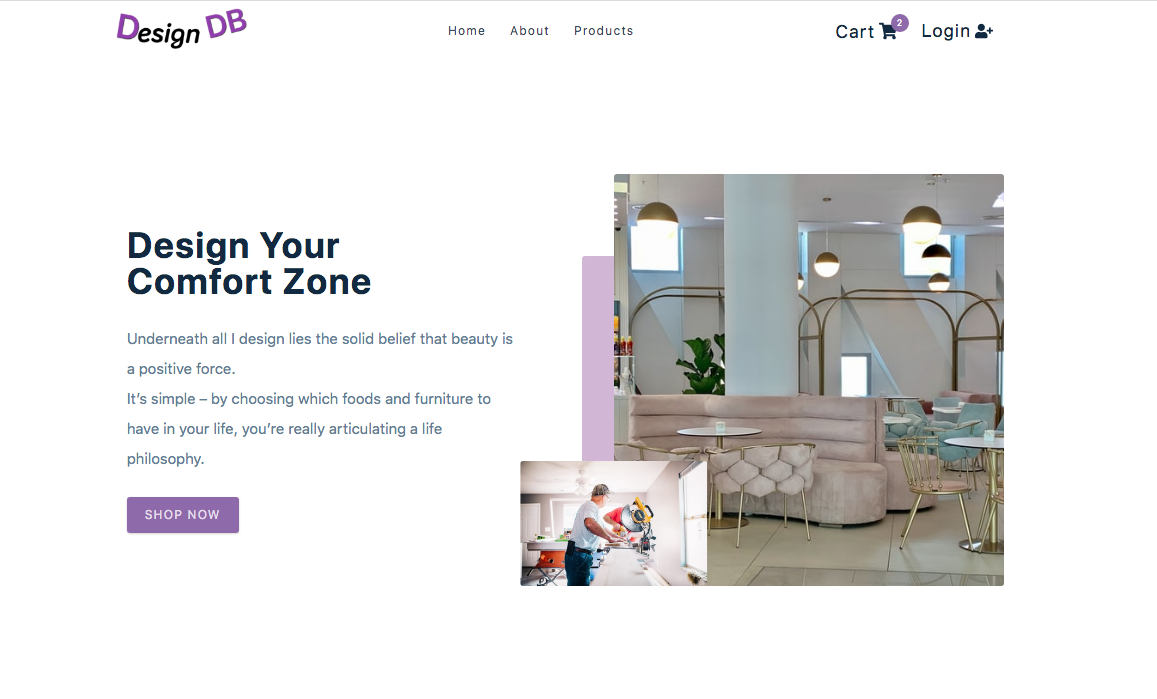 Design DB
Home About Products
Cart 2 Login
Design Your
Comfort Zone
Underneath all I design lies the solid belief that beauty is
a positive force.
It’s simple – by choosing which foods and furniture to
have in your life, you’re really articulating a life
philosophy.
SHOP NOW